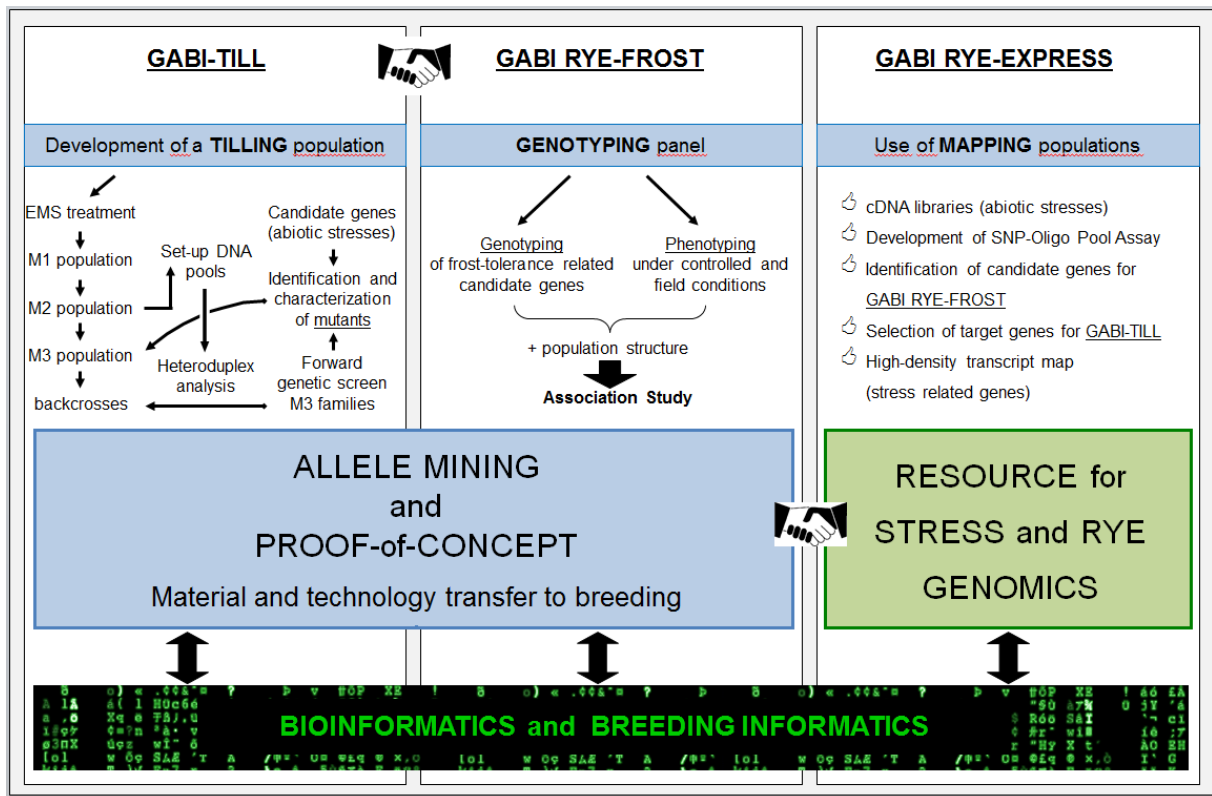 GABI-TILL
Development of a TILLING population
EMS treatment
M1 population
M2 population
M3 population
backcrosses
Set-up DNA
pools
Heteroduplex
analysis
Candidate genes
(abiotic stresses)
Identification and
characterization
of mutants
Forward
genetic screen
M3 families
GABI RYE-FROST
GENOTYPING panel
Genotyping
of frost-tolerance related
candidate genes
Phenotyping
under controlled and
field conditions
+ population structure
Association Study
GABI RYE-EXPRESS
Use of MAPPING populations
cDNA libraries (abiotic stresses)
Development of SNP-Oligo Pool Assay
Identification of candidate genes for
GABI RYE-FROST
Selection of target genes for GABI-TILL
High-density transcript map
(stress related genes)
ALLELE MINING
and
PROOF-of-CONCEPT
Material and technology transfer to breeding
RESOURCE for
STRESS and RYE
GENOMICS
BIOINFORMATICS and BREEDING INFORMATICS